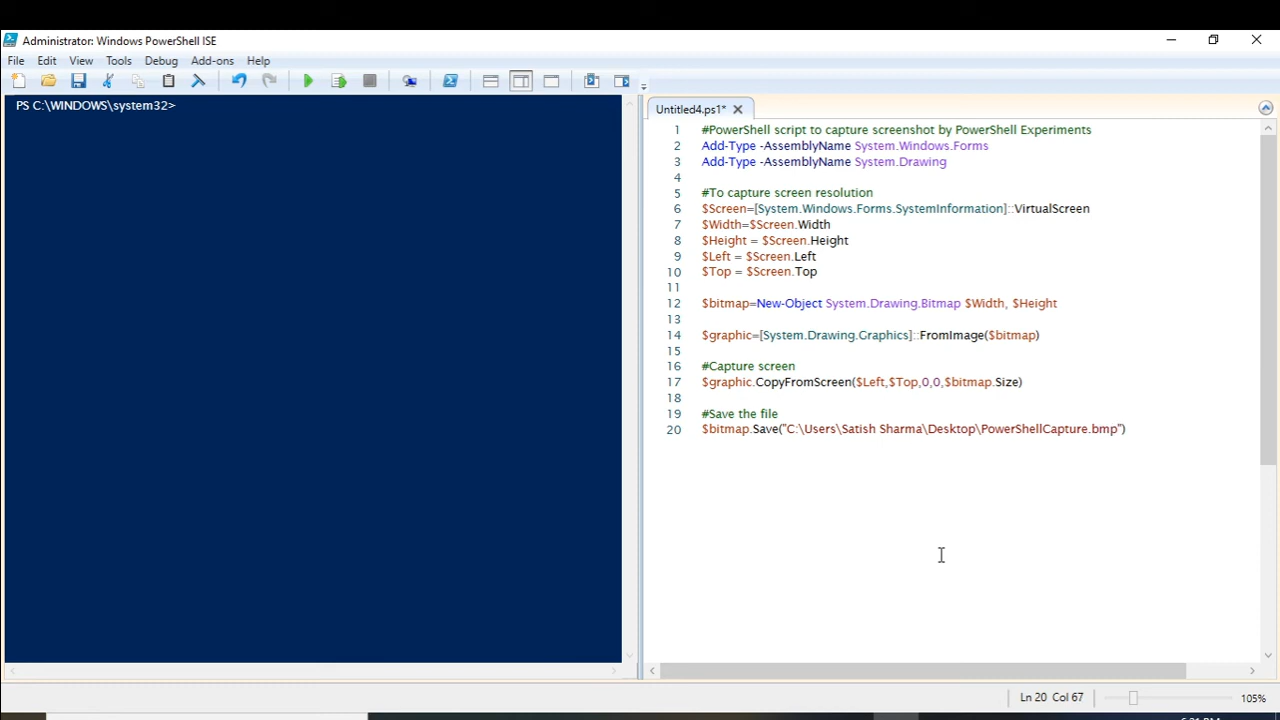 Administrator: Windows PowerShell ISE
File Edit View Tools Debug Add-ons Help
PS C:\WINDOWS\system32>
Untitled4.ps1*
1 #PowerShell script to capture screenshot by PowerShell Experiments
2 Add-Type -AssemblyName System.Windows.Forms
3 Add-Type -AssemblyName System.Drawing
4
5 #To capture screen resolution
6 $Screen=[System.Windows.Forms.SystemInformation]::VirtualScreen
7 $Width=$Screen.Width
8 $Height = $Screen.Height
9 $Left = $Screen.Left
10 $Top = $Screen.Top
11
12 $bitmap=New-Object System.Drawing.Bitmap $Width, $Height
13
14 $graphic=[System.Drawing.Graphics]::FromImage($bitmap)
15
16 #Capture screen
17 $graphic.CopyFromScreen($Left,$Top,0,0,$bitmap.Size)
18
19 #Save the file
20 $bitmap.Save("C:\Users\Satish Sharma\Desktop\PowerShellCapture.bmp")
Ln 20 Col 67
105%